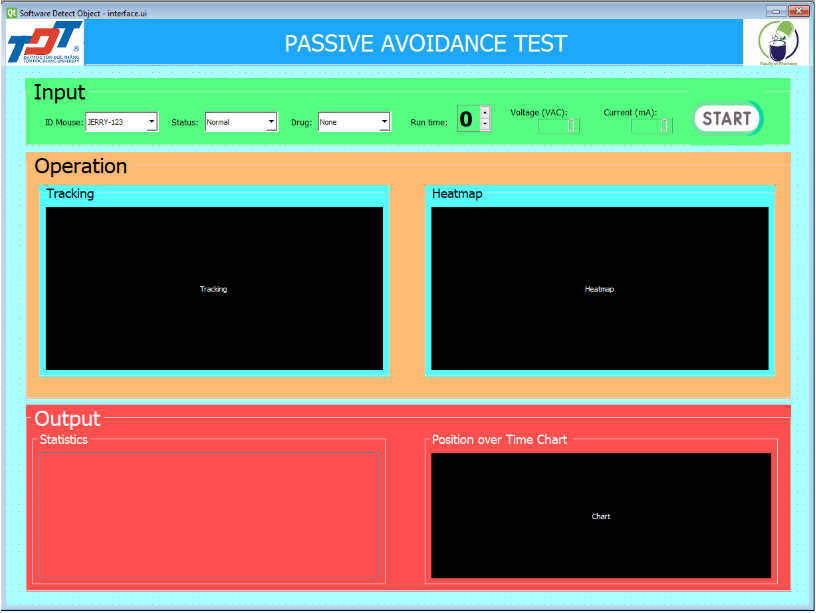 Qt Software Detect Object - interface.ui
TDT ®
ĐẠI HỌC TÔN ĐỨC THẮNG
TON DUC THANG UNIVERSITY
PASSIVE AVOIDANCE TEST
Faculty of Pharmacy
Input
ID Mouse: JERRY-123 Status: Normal Drug: None Run time: 0 Voltage (VAC): Current (mA): START
Operation
Tracking Heatmap
Tracking Heatmap
Output
Statistics Position over Time Chart
Chart